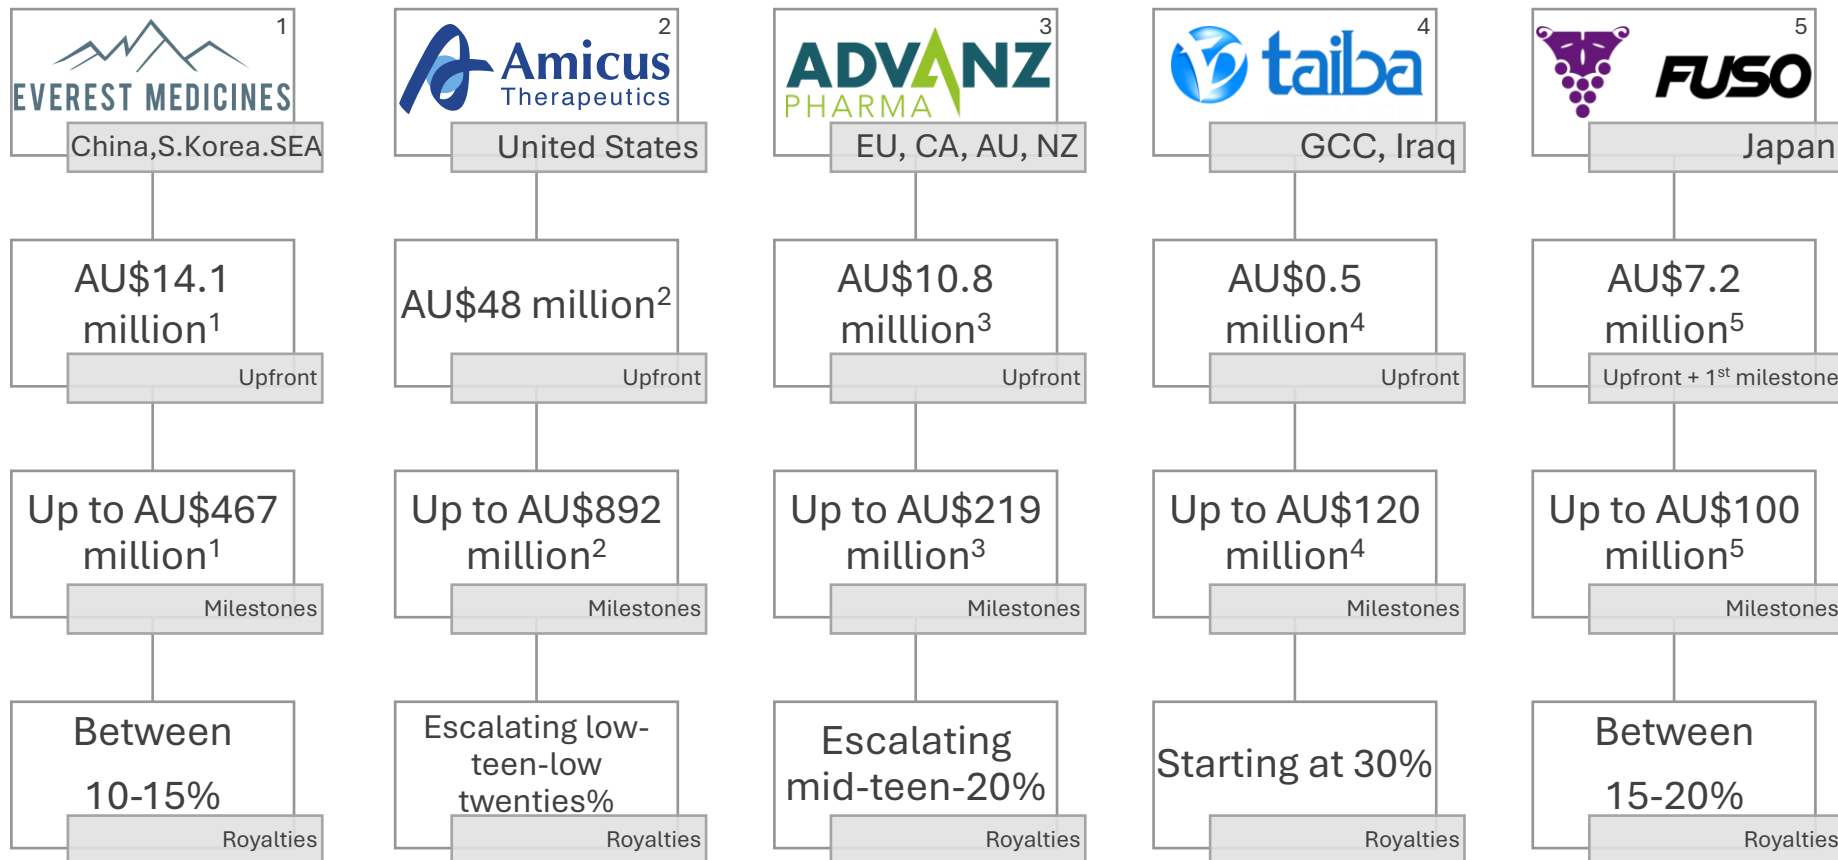 1
EVEREST MEDICINES
China,S.Korea.SEA
AU$14.1
million¹
Upfront
Up to AU$467
million¹
Milestones
Between
10-15%
Royalties
2
Amicus
Therapeutics
United States
AU$48 million²
Upfront
Up to AU$892
million²
Milestones
Escalating low-
teen-low
twenties%
Royalties
3
ADVANZ
PHARMA
EU, CA, AU, NZ
AU$10.8
milllion³
Upfront
Up to AU$219
million³
Milestones
Escalating
mid-teen-20%
Royalties
4
taiba
GCC, Iraq
AU$0.5
million⁴
Upfront
Up to AU$120
million⁴
Milestones
Starting at 30%
Royalties
5
FUSO
Japan
AU$7.2
million⁵
Upfront + 1st milestone
Up to AU$100
million⁵
Milestones
Between
15-20%
Royalties